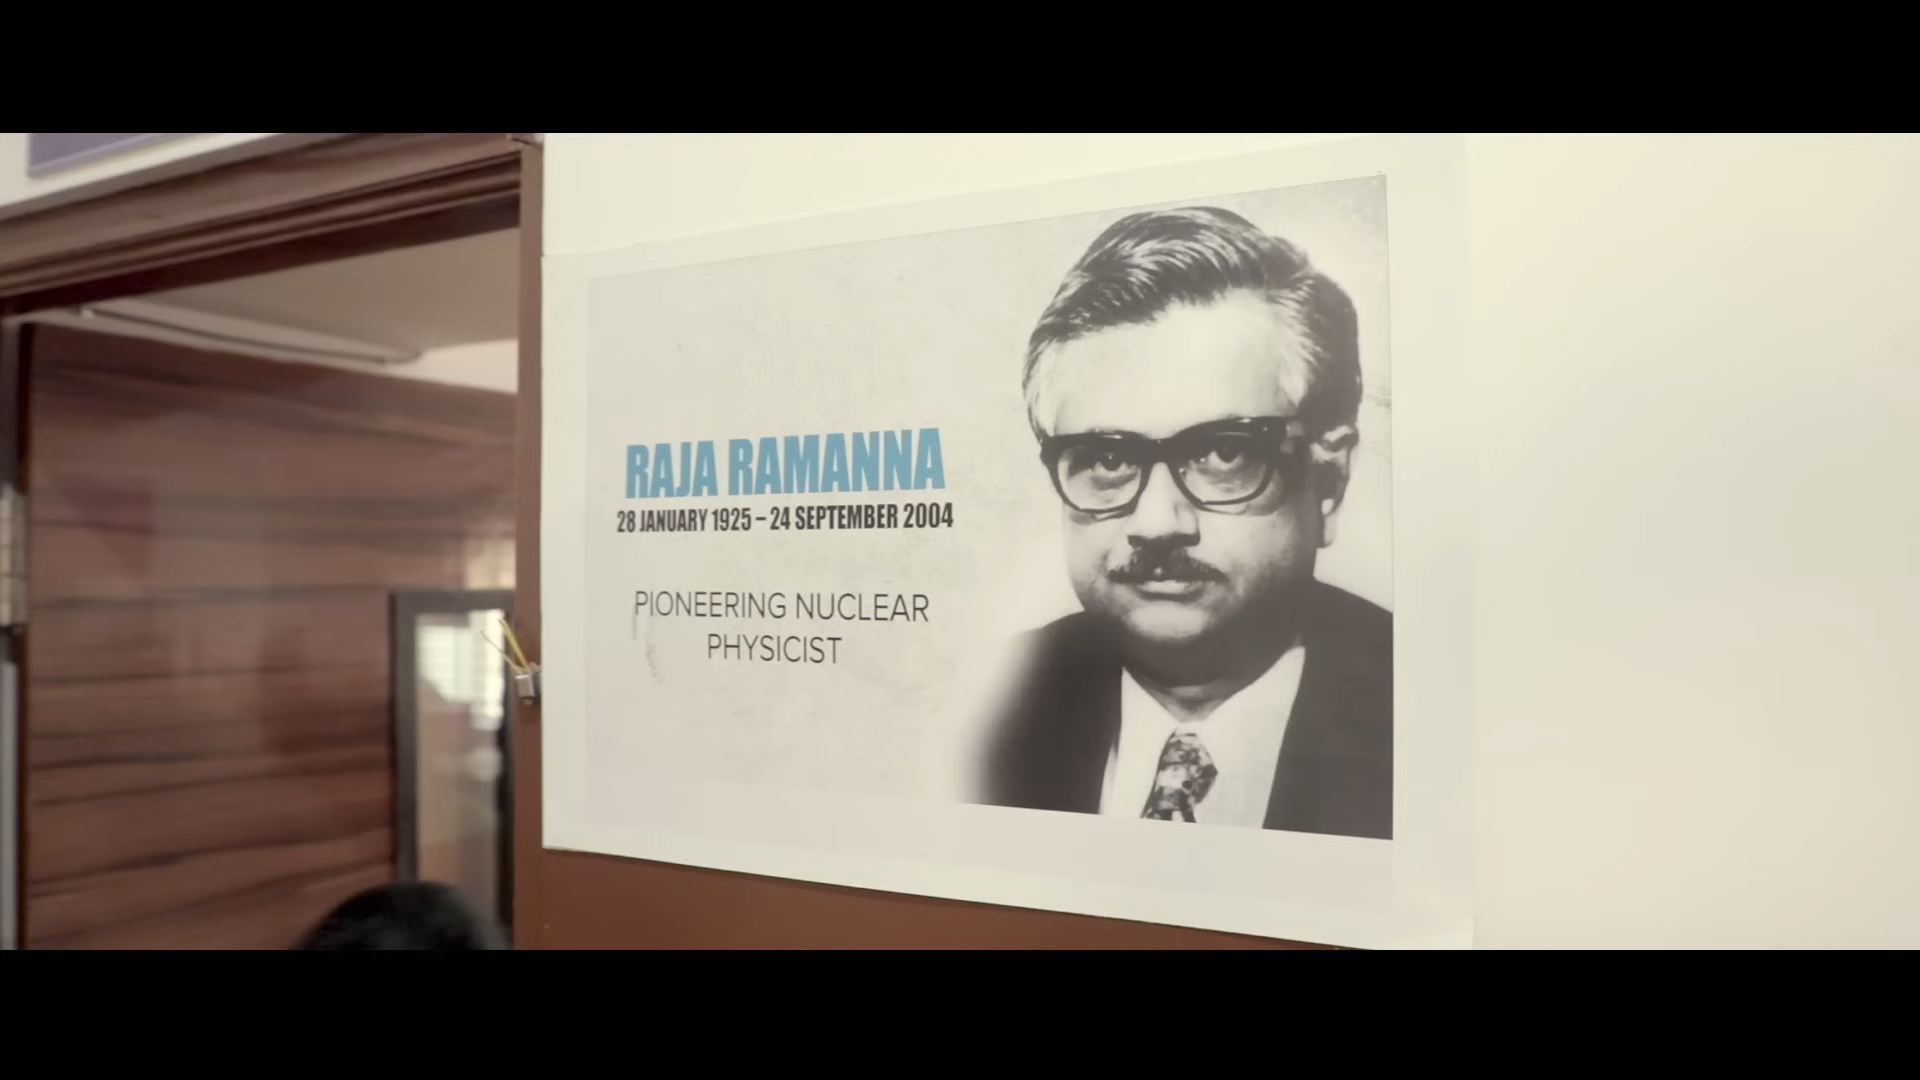 RAJA RAMANNA
28 JANUARY 1925 – 24 SEPTEMBER 2004
PIONEERING NUCLEAR
PHYSICIST